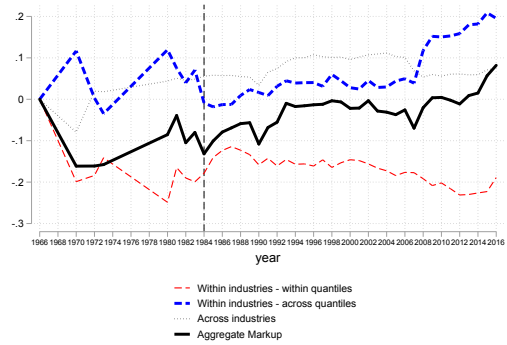 .2
.1
0
-.1
-.2
-.3
1966 1968 1970 1972 1974 1976 1978 1980 1982 1984 1986 1988 1990 1992 1994 1996 1998 2000 2002 2004 2006 2008 2010 2012 2014 2016
year
Within industries - within quantiles
Within industries - across quantiles
Across industries
Aggregate Markup